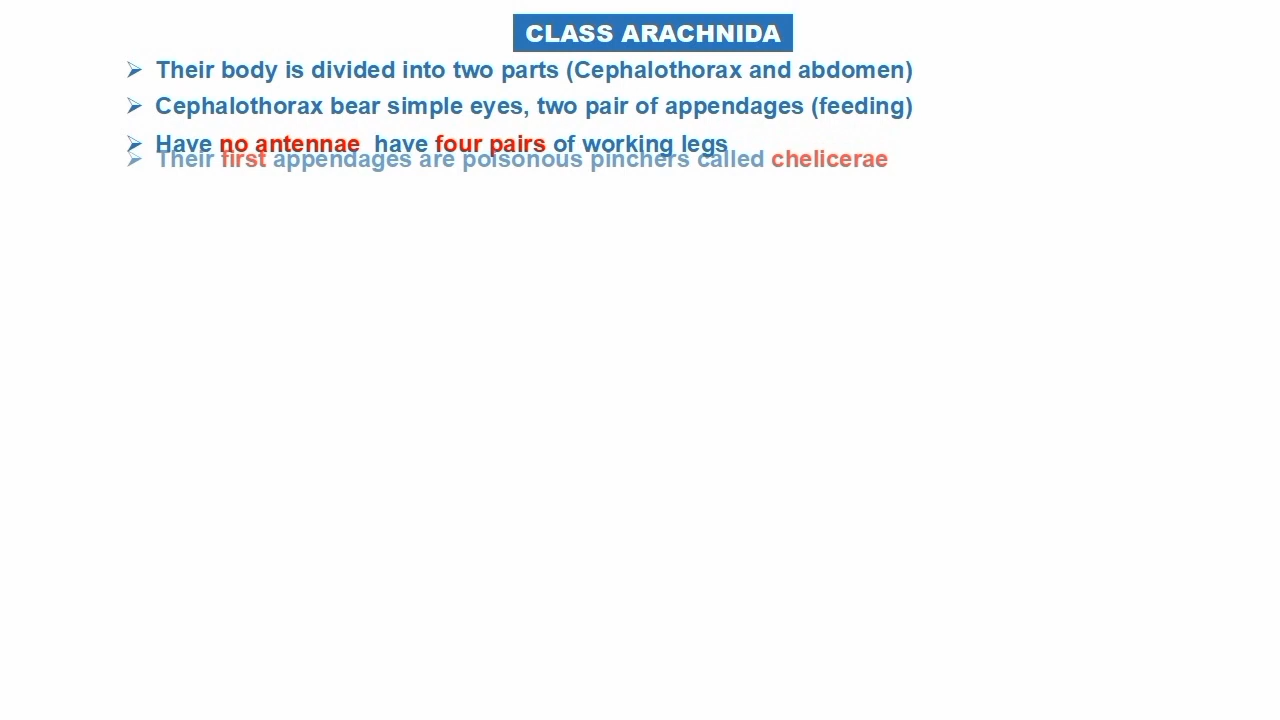 CLASS ARACHNIDA
➢ Their body is divided into two parts (Cephalothorax and abdomen)
➢ Cephalothorax bear simple eyes, two pair of appendages (feeding)
➢ Have no antennae have four pairs of working legs
➢ Their first appendages are poisonous pinchers called chelicerae